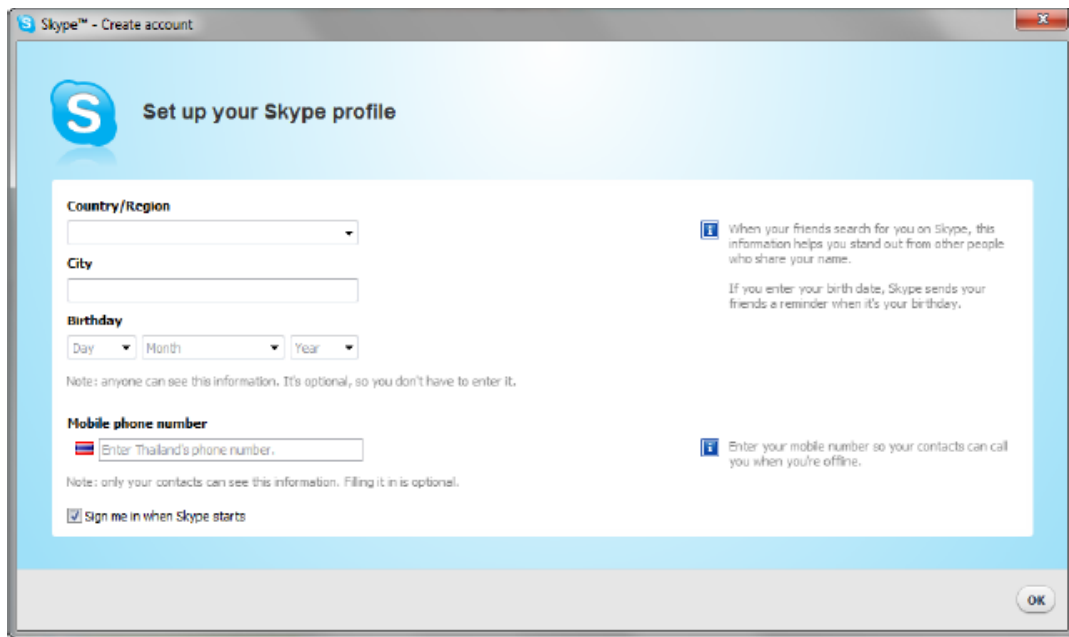 Skype™ - Create account
Set up your Skype profile
Country/Region
When your friends search for you on Skype, this
information helps you stand out from other people
who share your name.
City
If you enter your birth date, Skype sends your
friends a reminder when it's your birthday.
Birthday
Day Month Year
Note: anyone can see this information. It's optional, so you don't have to enter it.
Mobile phone number
Enter Thailand's phone number.
Enter your mobile number so your contacts can call
you when you're offline.
Note: only your contacts can see this information. Filling it in is optional.
Sign me in when Skype starts
OK